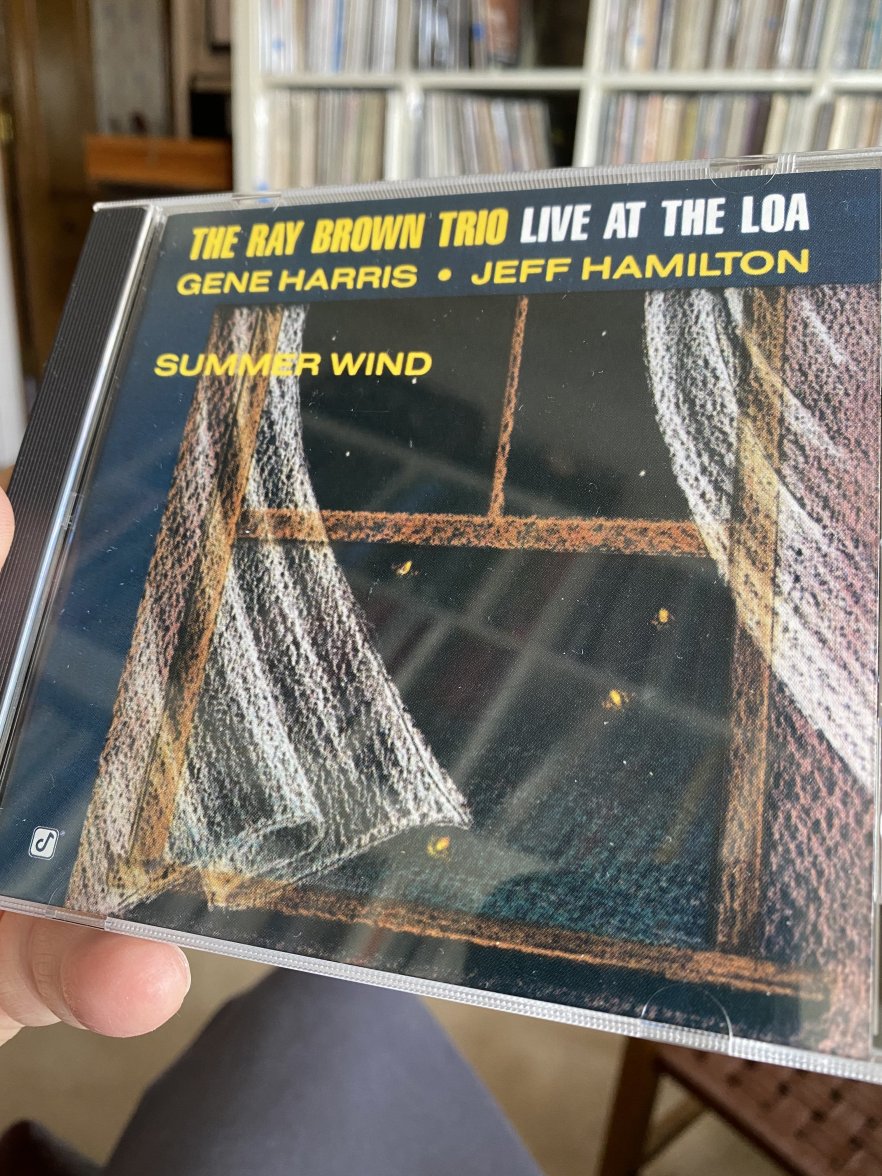 THE RAY BROWN TRIO LIVE AT THE LOA
GENE HARRIS • JEFF HAMILTON
SUMMER WIND